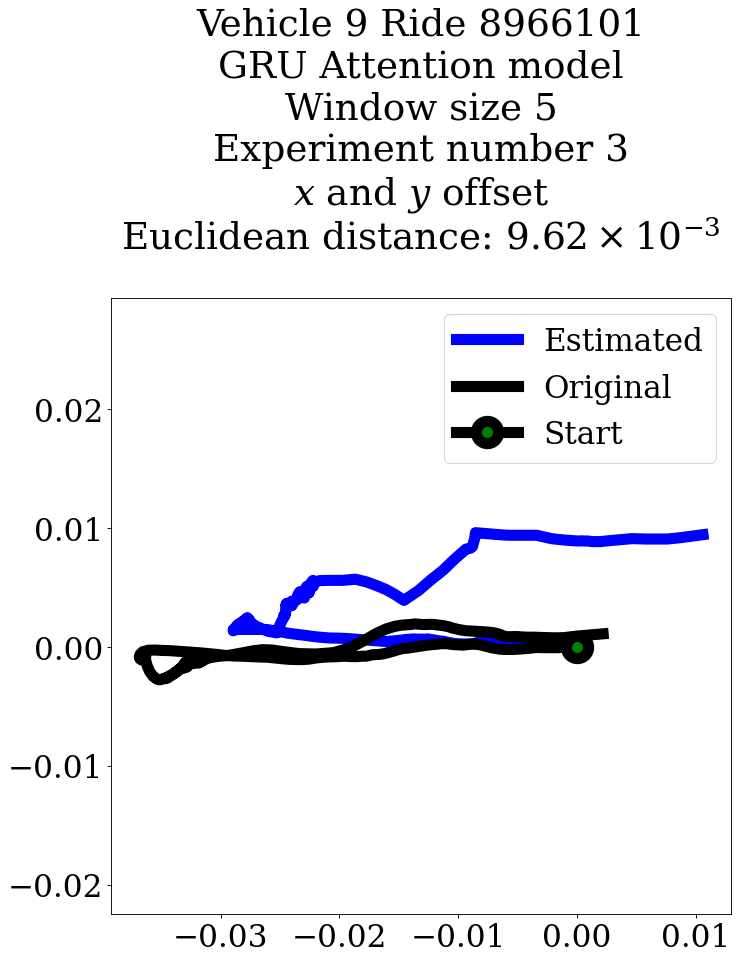 Vehicle 9 Ride 8966101
GRU Attention model
Window size 5
Experiment number 3
x and y offset
Euclidean distance: 9.62 × 10⁻³
Estimated
Original
Start
0.02
0.01
0.00
−0.01
−0.02
−0.03 −0.02 −0.01 0.00 0.01